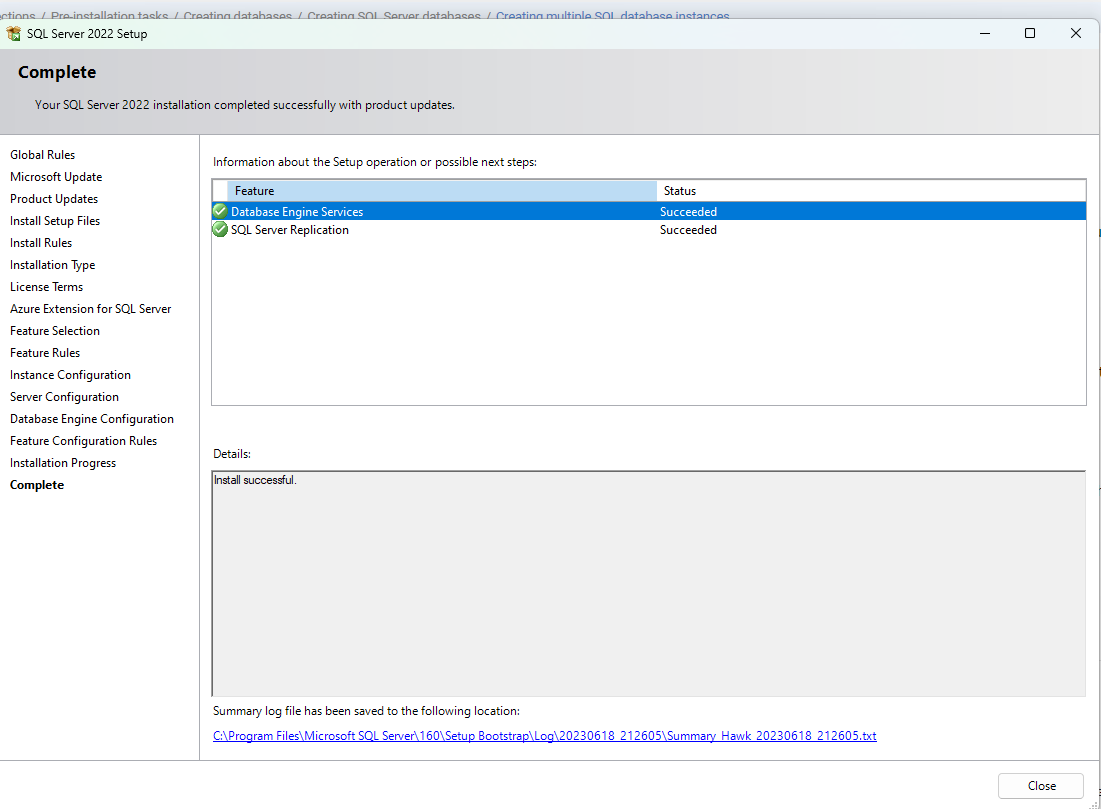 ections / Pre-installation tasks / Creating databases / Creating SQL Server databases / Creating multiple SQL database instances
SQL Server 2022 Setup
Complete
Your SQL Server 2022 installation completed successfully with product updates.
Global Rules
Microsoft Update
Product Updates
Install Setup Files
Install Rules
Installation Type
License Terms
Azure Extension for SQL Server
Feature Selection
Feature Rules
Instance Configuration
Server Configuration
Database Engine Configuration
Feature Configuration Rules
Installation Progress
Complete
Information about the Setup operation or possible next steps:
Feature Status
Database Engine Services Succeeded
SQL Server Replication Succeeded
Details:
Install successful.
Summary log file has been saved to the following location:
C:\Program Files\Microsoft SQL Server\160\Setup Bootstrap\Log\20230618_212605\Summary_Hawk_20230618_212605.txt
Close